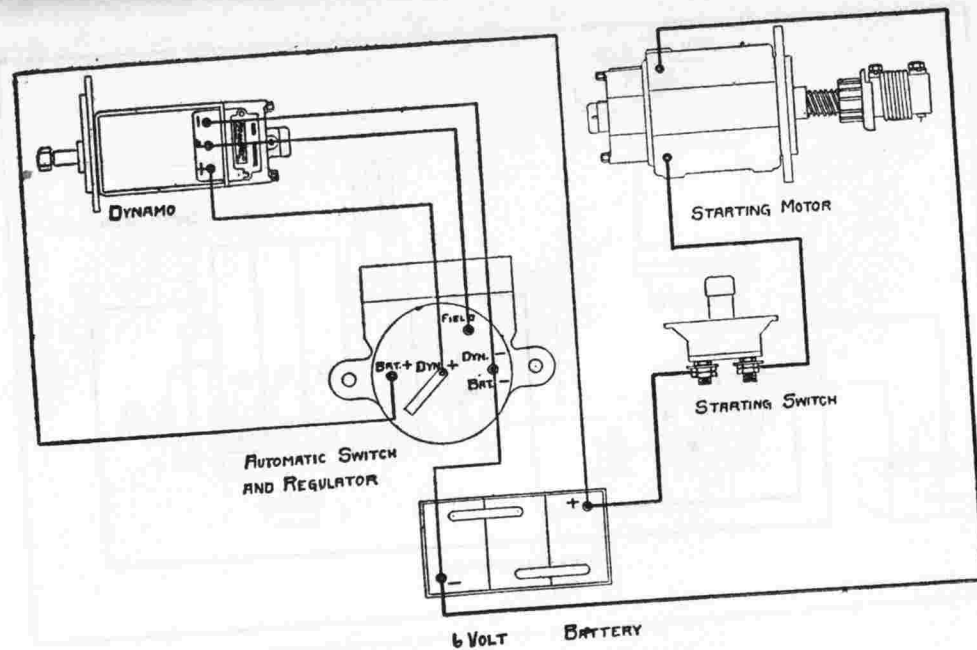 DYNAMO
STARTING MOTOR
FIELD
BAT. + DYN. +
DYN. -
BAT. -
STARTING SWITCH
AUTOMATIC SWITCH
AND REGULATOR
+
-
6 VOLT BATTERY